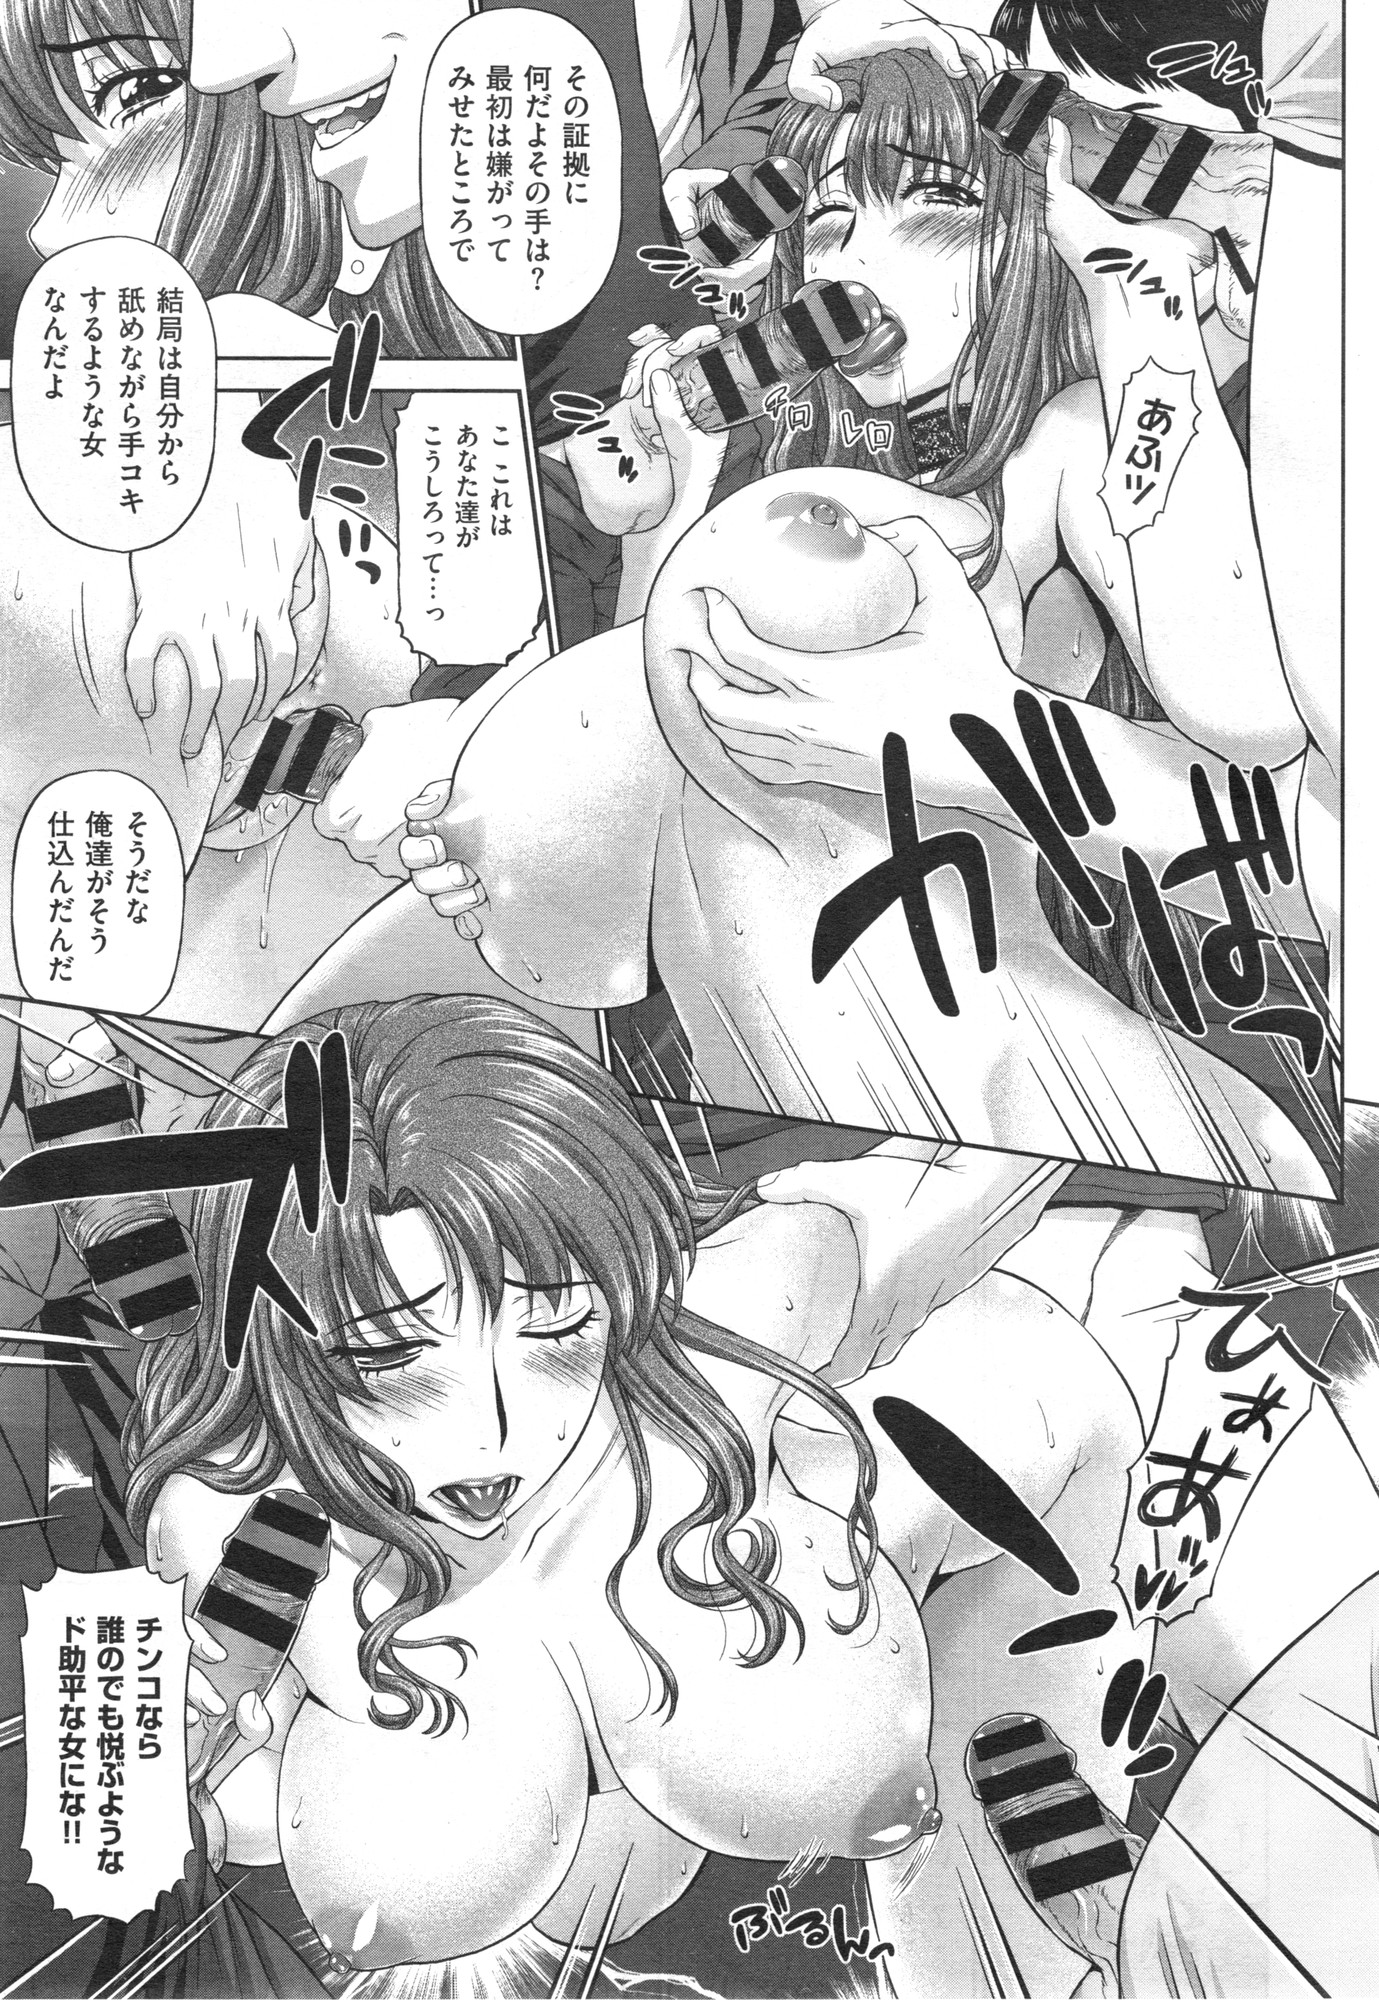 その証拠に
何だよその手は？
最初は嫌がって
みせたところで
あふッ
チロ
レロ
結局は自分から
舐めながら手コキ
するような女
なんだよ
こ これは
あなた達が
こうしろって…っ
そうだな
俺達がそう
仕込んだんだ
ガばっ
ひぁぁあ
チンコなら
誰のでも悦ぶような
ド助平な女にな!!
ぶるんっ